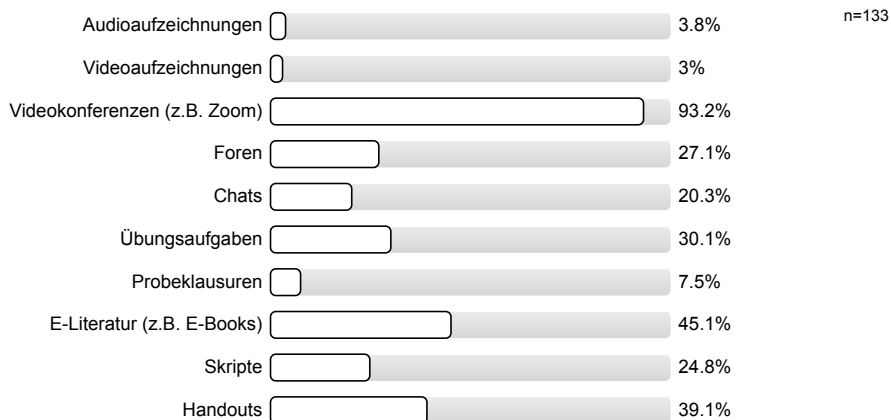 n=133
Audioaufzeichnungen 3.8%
Videoaufzeichnungen 3%
Videokonferenzen (z.B. Zoom) 93.2%
Foren 27.1%
Chats 20.3%
Übungsaufgaben 30.1%
Probeklausuren 7.5%
E-Literatur (z.B. E-Books) 45.1%
Skripte 24.8%
Handouts 39.1%